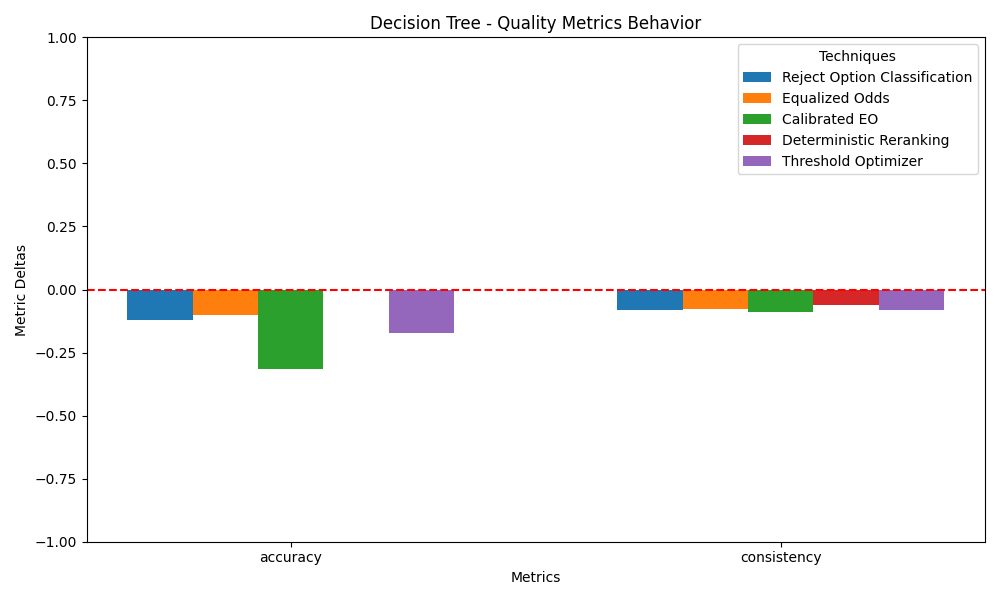 Decision Tree - Quality Metrics Behavior
1.00
0.75
0.50
0.25
0.00
−0.25
−0.50
−0.75
−1.00
Metric Deltas
Techniques
Reject Option Classification
Equalized Odds
Calibrated EO
Deterministic Reranking
Threshold Optimizer
accuracy
consistency
Metrics